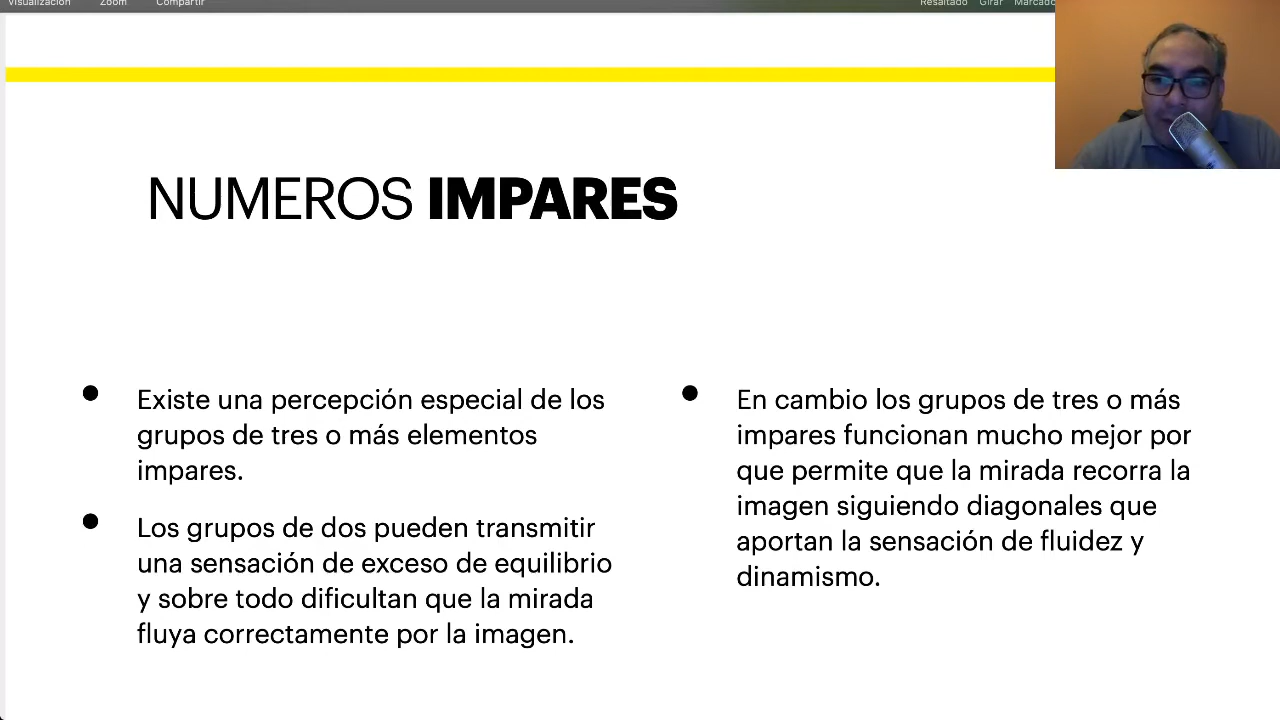 Visualización Zoom Compartir Resaltado Girar
NUMEROS IMPARES
Existe una percepción especial de los
grupos de tres o más elementos
impares.
Los grupos de dos pueden transmitir
una sensación de exceso de equilibrio
y sobre todo dificultan que la mirada
fluya correctamente por la imagen.
En cambio los grupos de tres o más
impares funcionan mucho mejor por
que permite que la mirada recorra la
imagen siguiendo diagonales que
aportan la sensación de fluidez y
dinamismo.